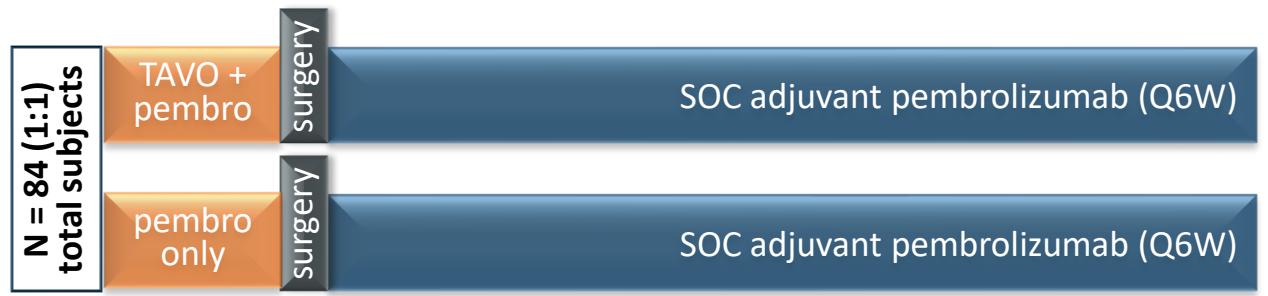 N = 84 (1:1)
total subjects
TAVO +
pembro
surgery
SOC adjuvant pembrolizumab (Q6W)
pembro
only
surgery
SOC adjuvant pembrolizumab (Q6W)